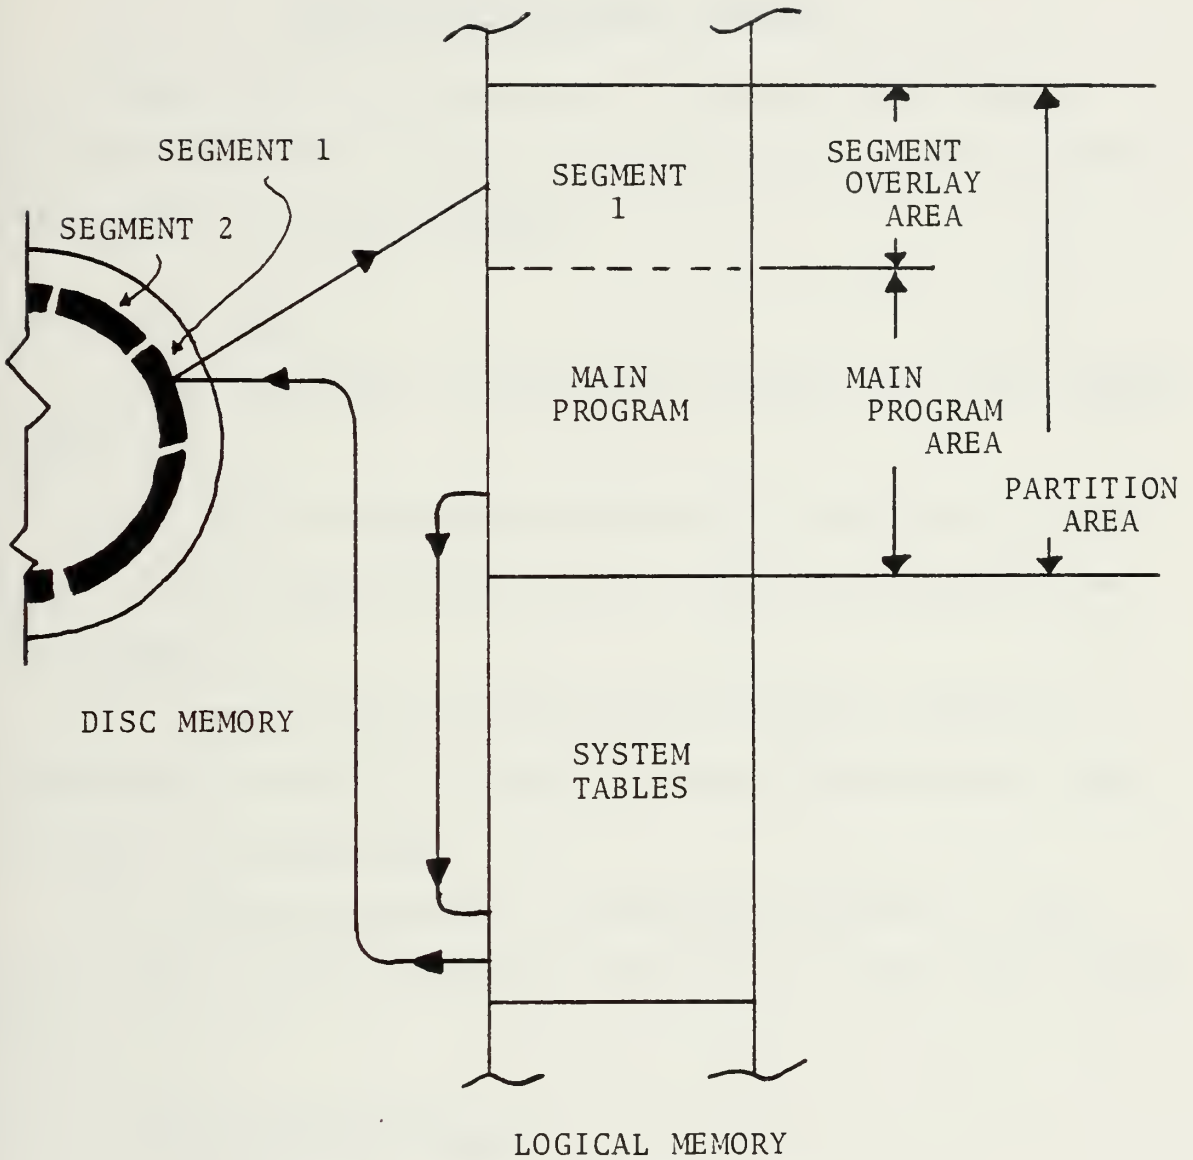 SEGMENT 1
SEGMENT 2
SEGMENT
1
SEGMENT
OVERLAY
AREA
MAIN
PROGRAM
MAIN
PROGRAM
AREA
PARTITION
AREA
DISC MEMORY
SYSTEM
TABLES
LOGICAL MEMORY